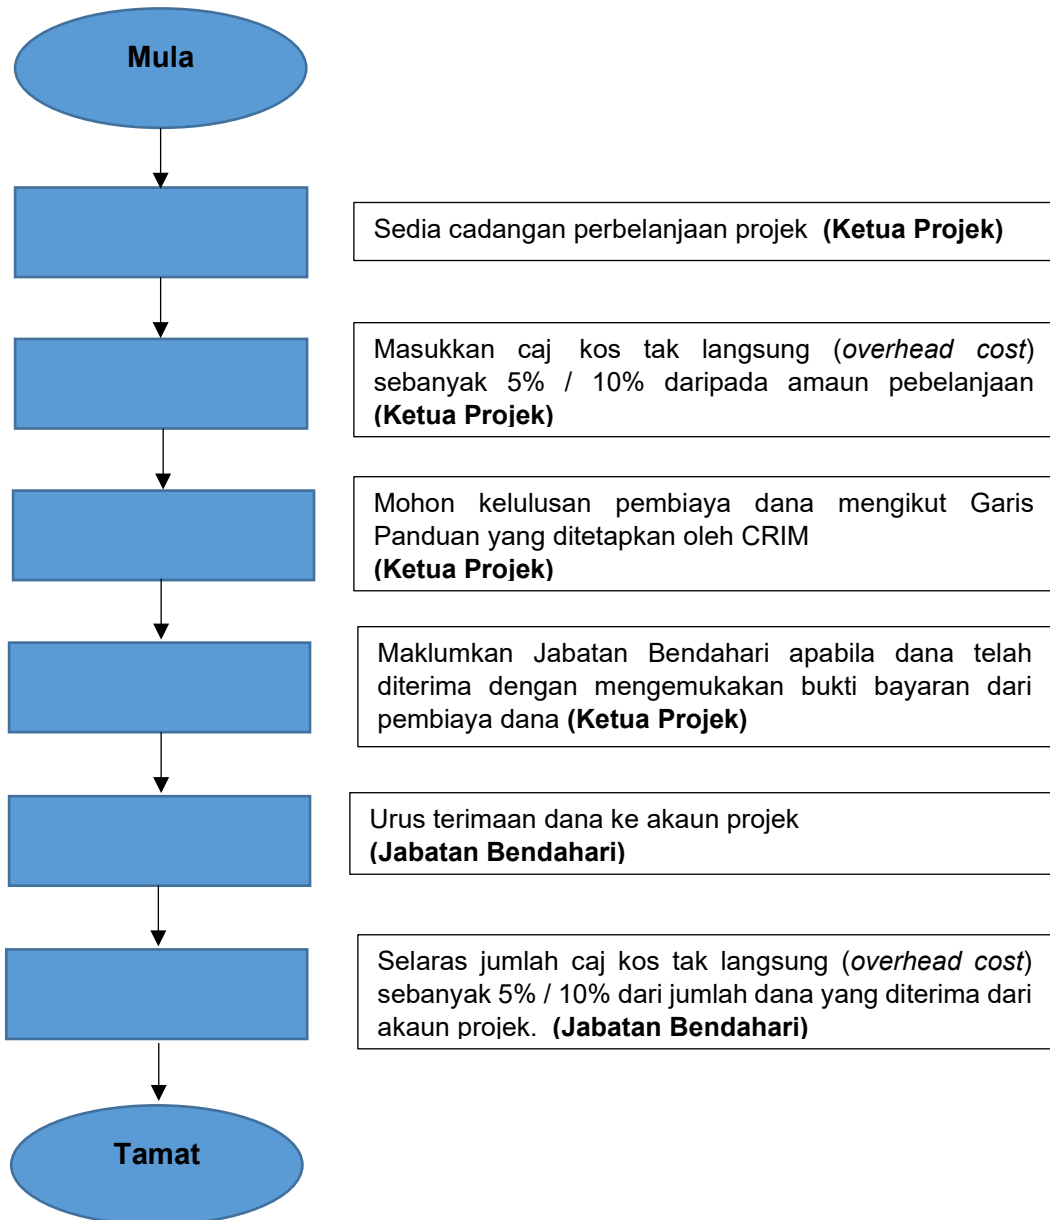 Mula
Sedia cadangan perbelanjaan projek (Ketua Projek)
Masukkan caj kos tak langsung (overhead cost)
sebanyak 5% / 10% daripada amaun pebelanjaan
(Ketua Projek)
Mohon kelulusan pembiaya dana mengikut Garis
Panduan yang ditetapkan oleh CRIM
(Ketua Projek)
Maklumkan Jabatan Bendahari apabila dana telah
diterima dengan mengemukakan bukti bayaran dari
pembiaya dana (Ketua Projek)
Urus terimaan dana ke akaun projek
(Jabatan Bendahari)
Selaras jumlah caj kos tak langsung (overhead cost)
sebanyak 5% / 10% dari jumlah dana yang diterima dari
akaun projek. (Jabatan Bendahari)
Tamat